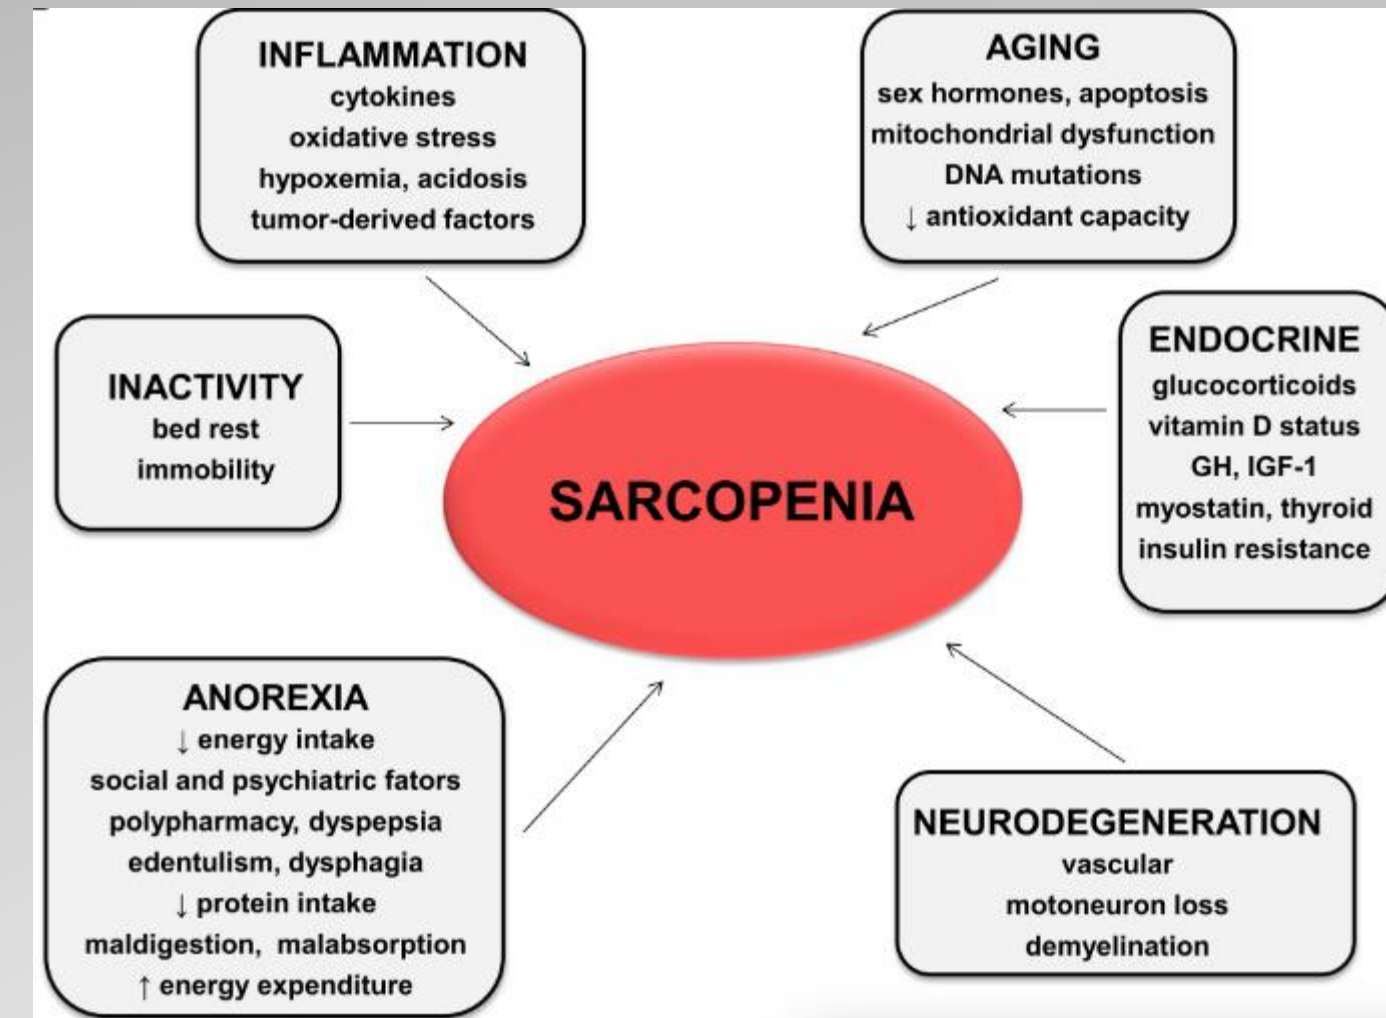 INFLAMMATION
cytokines
oxidative stress
hypoxemia, acidosis
tumor-derived factors
AGING
sex hormones, apoptosis
mitochondrial dysfunction
DNA mutations
↓ antioxidant capacity
INACTIVITY
bed rest
immobility
SARCOPENIA
ENDOCRINE
glucocorticoids
vitamin D status
GH, IGF-1
myostatin, thyroid
insulin resistance
ANOREXIA
↓ energy intake
social and psychiatric fators
polypharmacy, dyspepsia
edentulism, dysphagia
↓ protein intake
maldigestion, malabsorption
↑ energy expenditure
NEURODEGENERATION
vascular
motoneuron loss
demyelination